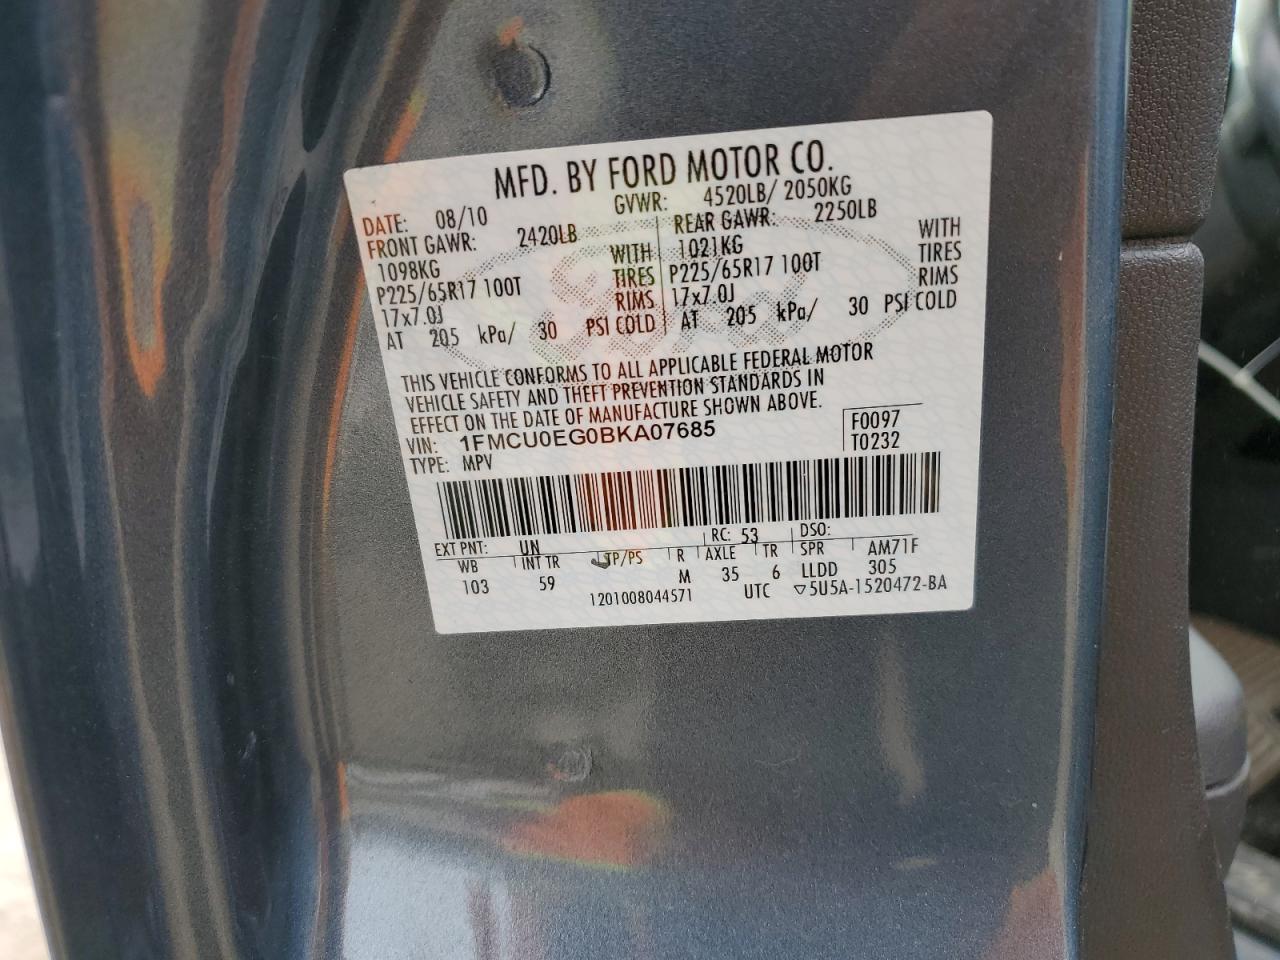 MFD. BY FORD MOTOR CO.
DATE: 08/10 GVWR: 4520LB/ 2050KG
FRONT GAWR: 2420LB REAR GAWR: 2250LB
1098KG WITH 1021KG WITH
P225/65R17 100T TIRES P225/65R17 100T TIRES
17x7.0J RIMS 17x7.0J RIMS
AT 205 kPa/ 30 PSI COLD AT 205 kPa/ 30 PSI COLD
THIS VEHICLE CONFORMS TO ALL APPLICABLE FEDERAL MOTOR
VEHICLE SAFETY AND THEFT PREVENTION STANDARDS IN
EFFECT ON THE DATE OF MANUFACTURE SHOWN ABOVE.
VIN: 1FMCU0EG0BKA07685 F0097
TYPE: MPV T0232
EXT PNT: UN RC: 53 DSO:
WB INT TR TP/PS R AXLE TR SPR AM71F
103 59 M 35 6 LLDD 305
1201008044571 UTC ▽5U5A-1520472-BA